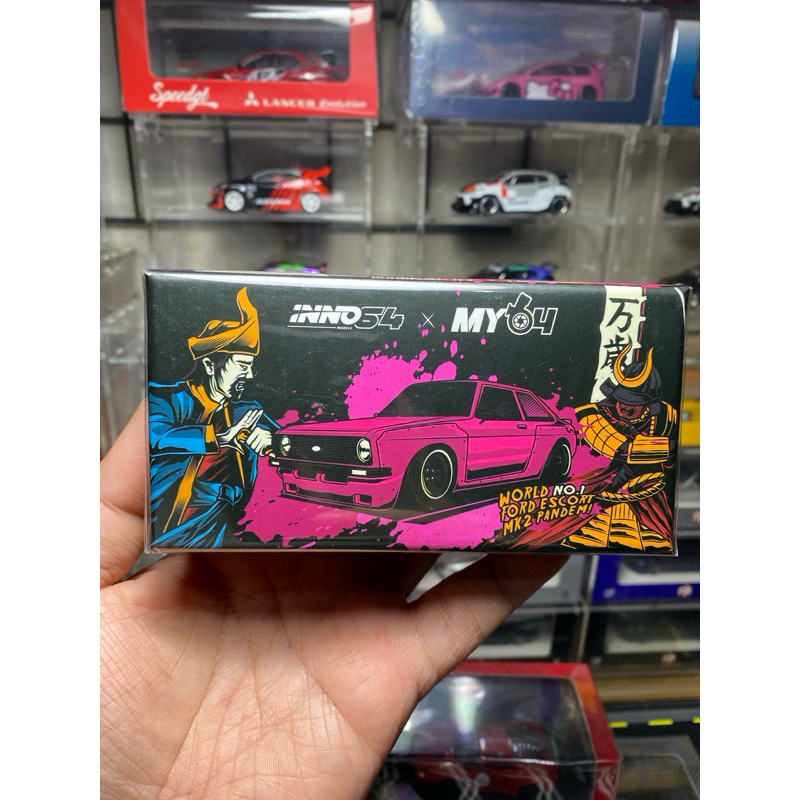 Speedgt
LANCER Evolution
INNO64
MODELS
×
MY64
万
歳
WORLD NO.1
FORD ESCORT
MK2 PANDEM!